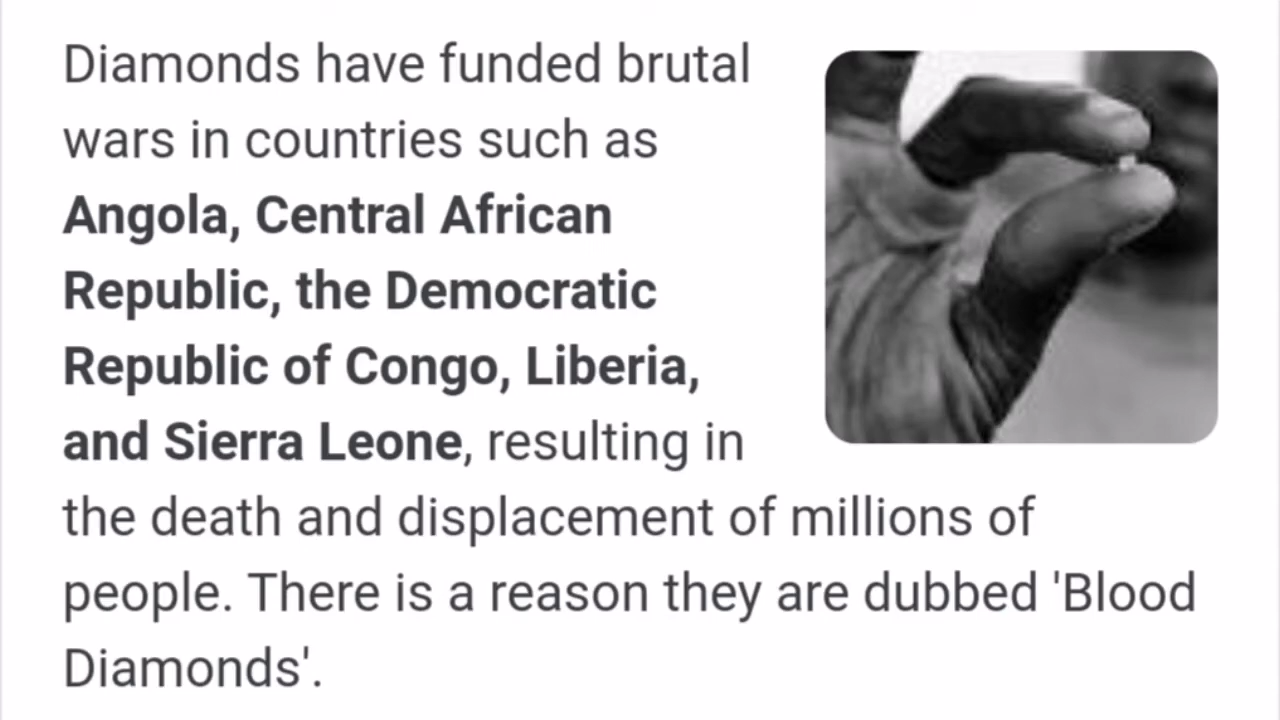 Diamonds have funded brutal
wars in countries such as
Angola, Central African
Republic, the Democratic
Republic of Congo, Liberia,
and Sierra Leone, resulting in
the death and displacement of millions of
people. There is a reason they are dubbed 'Blood
Diamonds'.